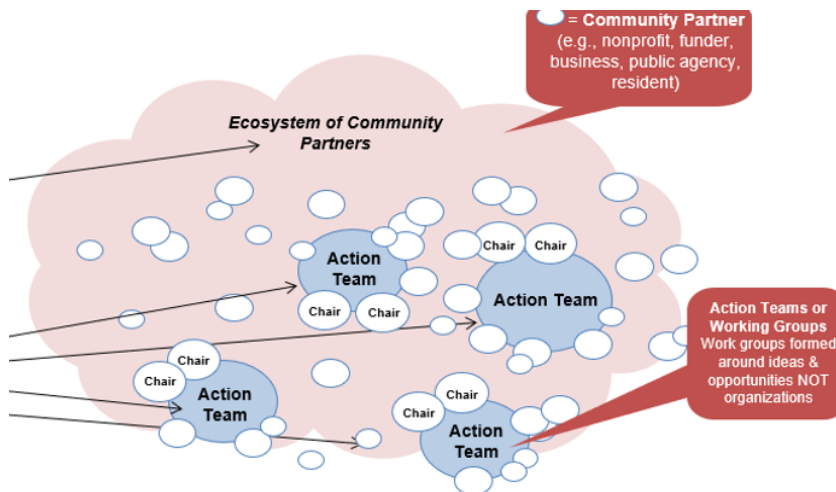 = Community Partner
(e.g., nonprofit, funder,
business, public agency,
resident)
Ecosystem of Community
Partners
Chair
Chair
Action
Team
Action Team
Chair
Chair
Action Teams or
Working Groups
Work groups formed
around ideas &
opportunities NOT
organizations
Chair
Chair
Action
Team
Chair
Chair
Action
Team